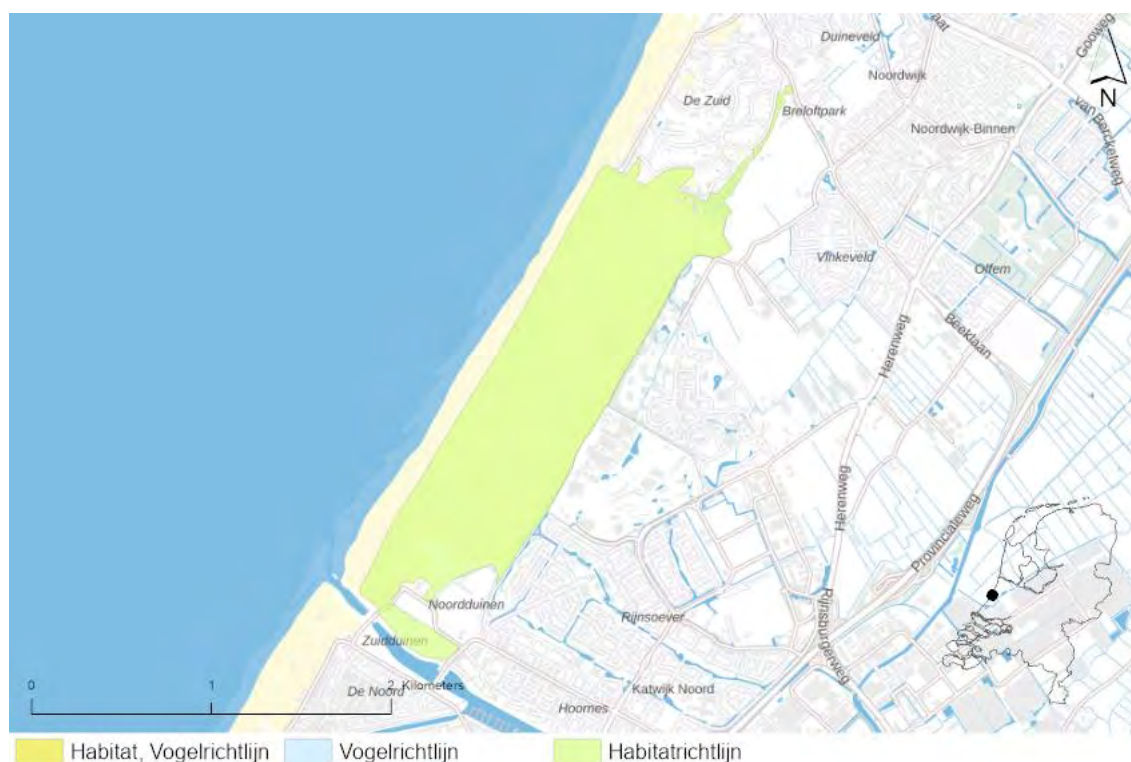 Duineveld
Gooweg
Noordwijk
N
De Zuid
Breloftpark
van Berckelweg
Noordwijk-Binnen
Vinkeveld
Offem
Beeklaan
Herenweg
Herenweg
Provincialeweg
Noordduinen
Rijnsoever
Rijnsburgerweg
Zuidduinen
0 1 2 Kilometers
De Noord
Katwijk Noord
Hoornes
Habitat, Vogelrichtlijn Vogelrichtlijn Habitatrichtlijn